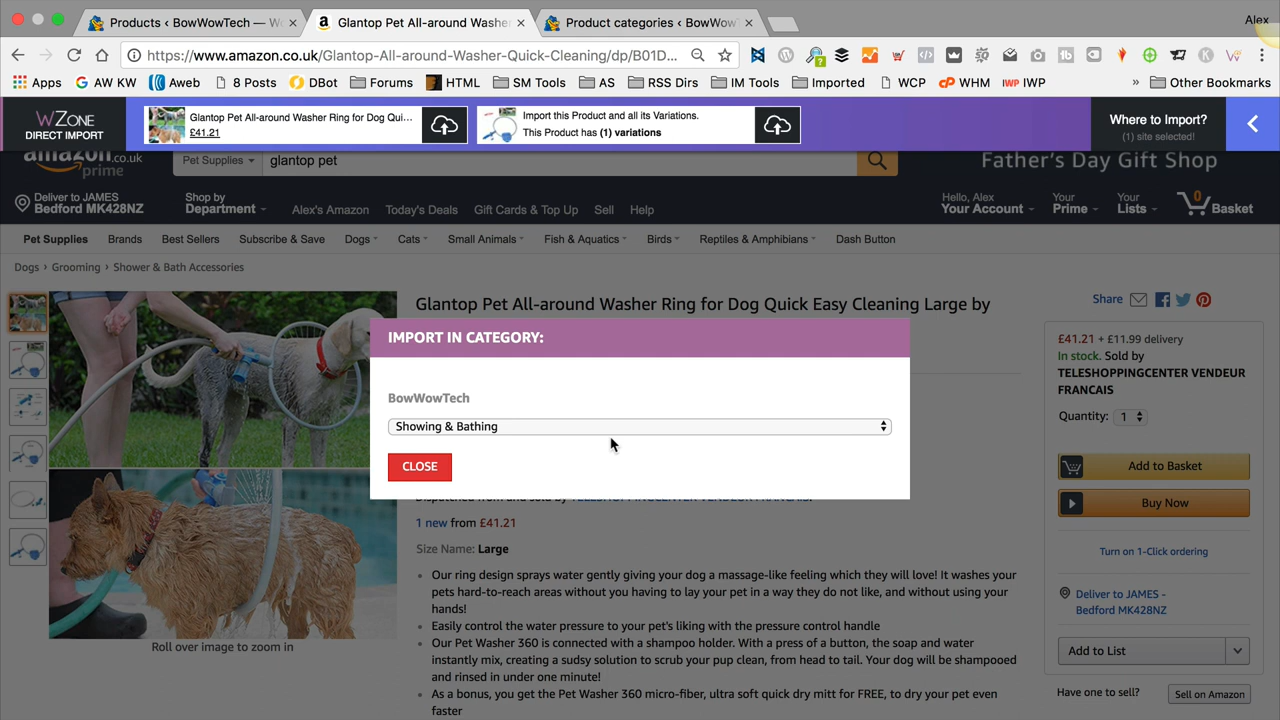 Products ‹ BowWowTech — W
Glantop Pet All-around Washer
Product categories ‹ BowWow
Alex
https://www.amazon.co.uk/Glantop-All-around-Washer-Quick-Cleaning/dp/B01D...
Apps
AW KW
Aweb
8 Posts
DBot
Forums
HTML
SM Tools
AS
RSS Dirs
IM Tools
Imported
WCP
WHM
IWP
»
Other Bookmarks
WZONE
DIRECT IMPORT
Glantop Pet All-around Washer Ring for Dog Qui...
£41.21
Import this Product and all its Variations.
This Product has (1) variations
Where to Import?
(1) site selected!
amazon.co.uk
prime
Pet Supplies
glantop pet
Father's Day Gift Shop
Deliver to JAMES
Bedford MK428NZ
Shop by
Department
Alex's Amazon
Today's Deals
Gift Cards & Top Up
Sell
Help
Hello, Alex
Your Account
Your
Prime
Your
Lists
0
Basket
Pet Supplies
Brands
Best Sellers
Subscribe & Save
Dogs
Cats
Small Animals
Fish & Aquatics
Birds
Reptiles & Amphibians
Dash Button
Dogs › Grooming › Shower & Bath Accessories
Glantop Pet All-around Washer Ring for Dog Quick Easy Cleaning Large by
IMPORT IN CATEGORY:
BowWowTech
Showing & Bathing
CLOSE
Dispatched from and sold by TELESHOPPINGCENTER VENDEUR FRANCAIS.
1 new from £41.21
Size Name: Large
Our ring design sprays water gently giving your dog a massage-like feeling which they will love! It washes your
pets hard-to-reach areas without you having to lay your pet in a way they do not like, and without using your
hands!
Easily control the water pressure to your pet's liking with the pressure control handle
Our Pet Washer 360 is connected with a shampoo holder. With a press of a button, the soap and water
instantly mix, creating a sudsy solution to scrub your pup clean, from head to tail. Your dog will be shampooed
and rinsed in under one minute!
As a bonus, you get the Pet Washer 360 micro-fiber, ultra soft quick dry mitt for FREE, to dry your pet even
faster
Roll over image to zoom in
Share
£41.21 + £11.99 delivery
In stock. Sold by
TELESHOPPINGCENTER VENDEUR
FRANCAIS
Quantity: 1
Add to Basket
Buy Now
Turn on 1-Click ordering
Deliver to JAMES -
Bedford MK428NZ
Add to List
Have one to sell?
Sell on Amazon